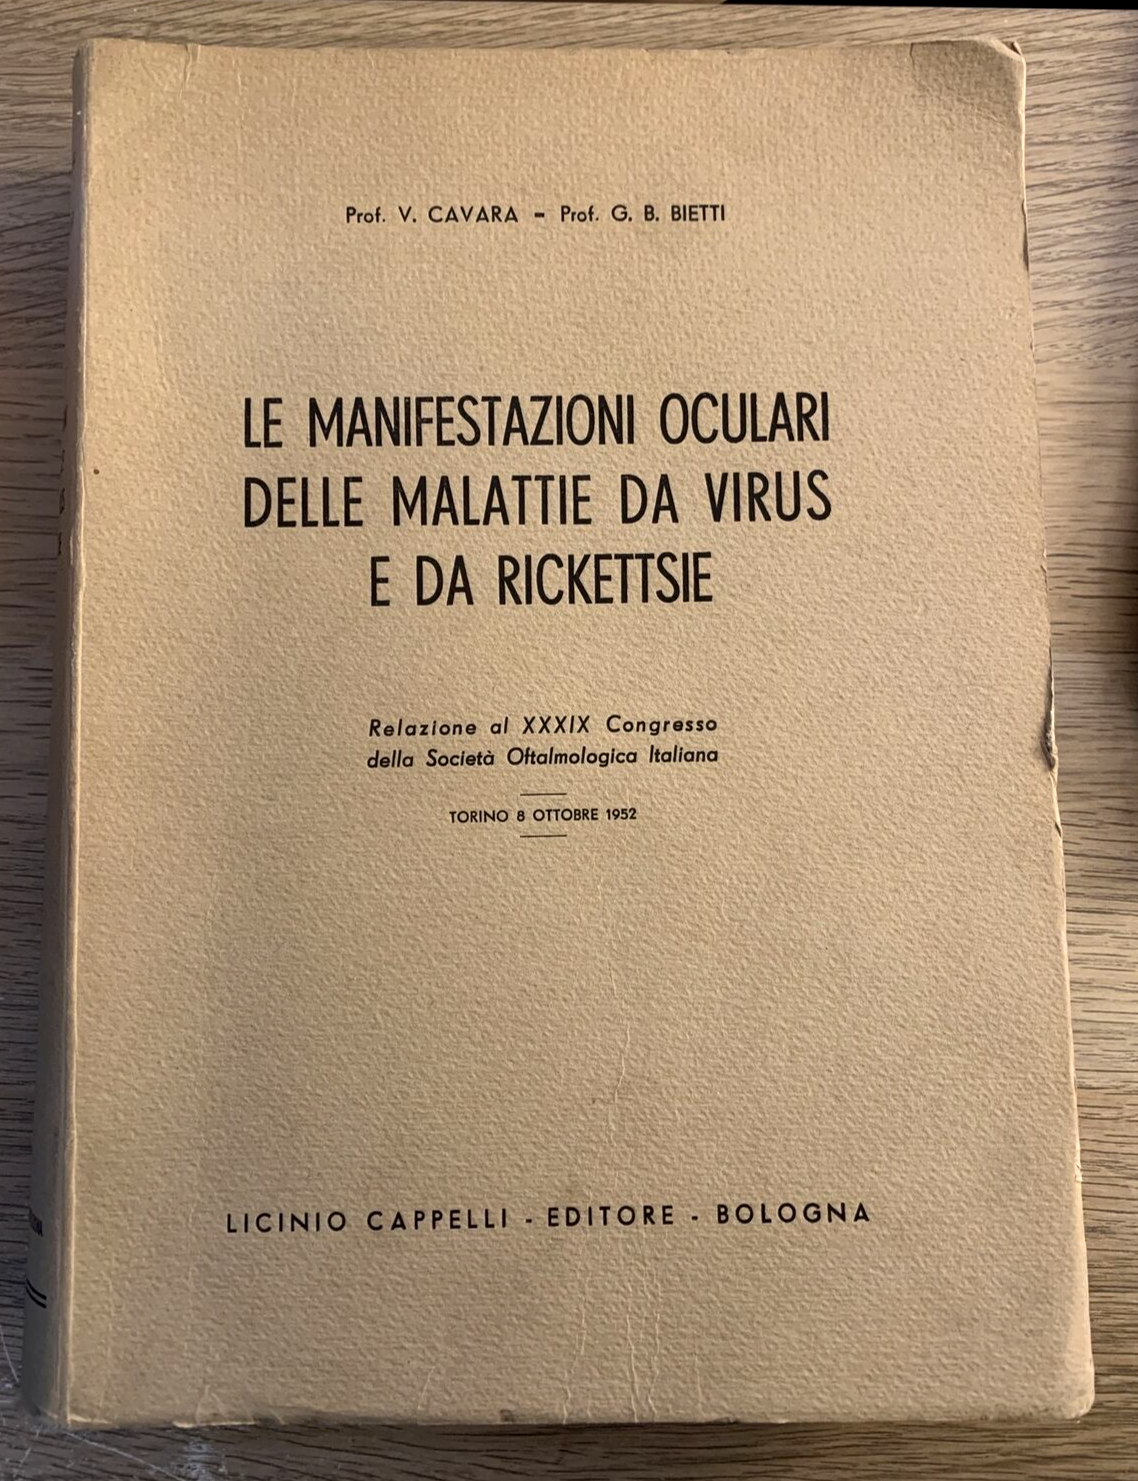 Prof. V. CAVARA - Prof. G. B. BIETTI
LE MANIFESTAZIONI OCULARI
DELLE MALATTIE DA VIRUS
E DA RICKETTSIE
Relazione al XXXIX Congresso
della Società Oftalmologica Italiana
TORINO 8 OTTOBRE 1952
LICINIO CAPPELLI - EDITORE - BOLOGNA